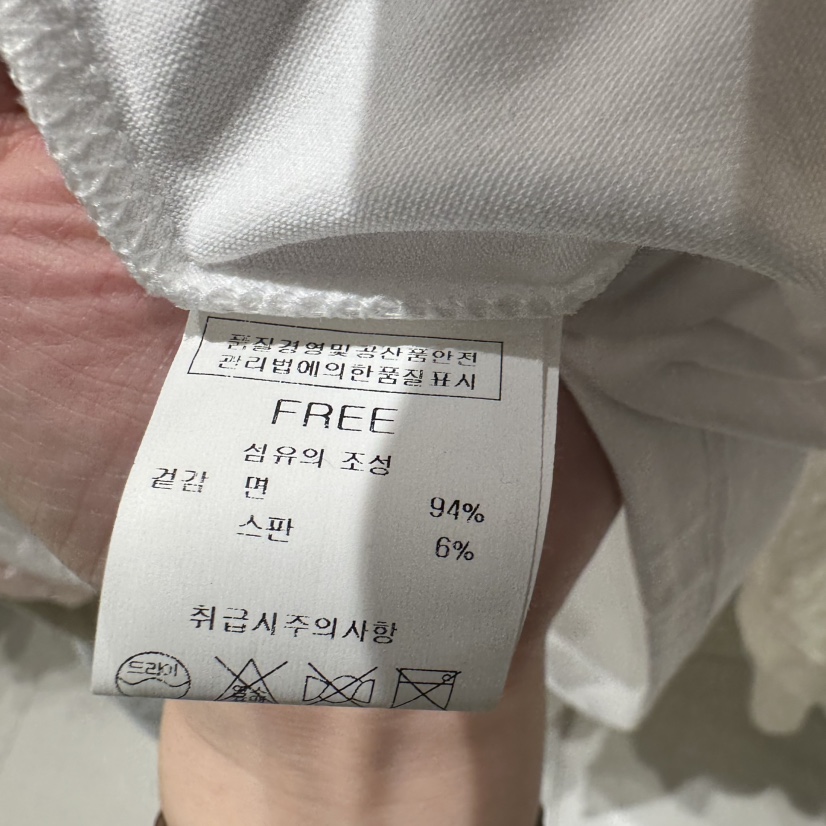 품질경영및공산품안전
관리법에의한품질표시
FREE
섬유의 조성
겉감 면 94%
스판 6%
취급시주의사항
드라이
염소